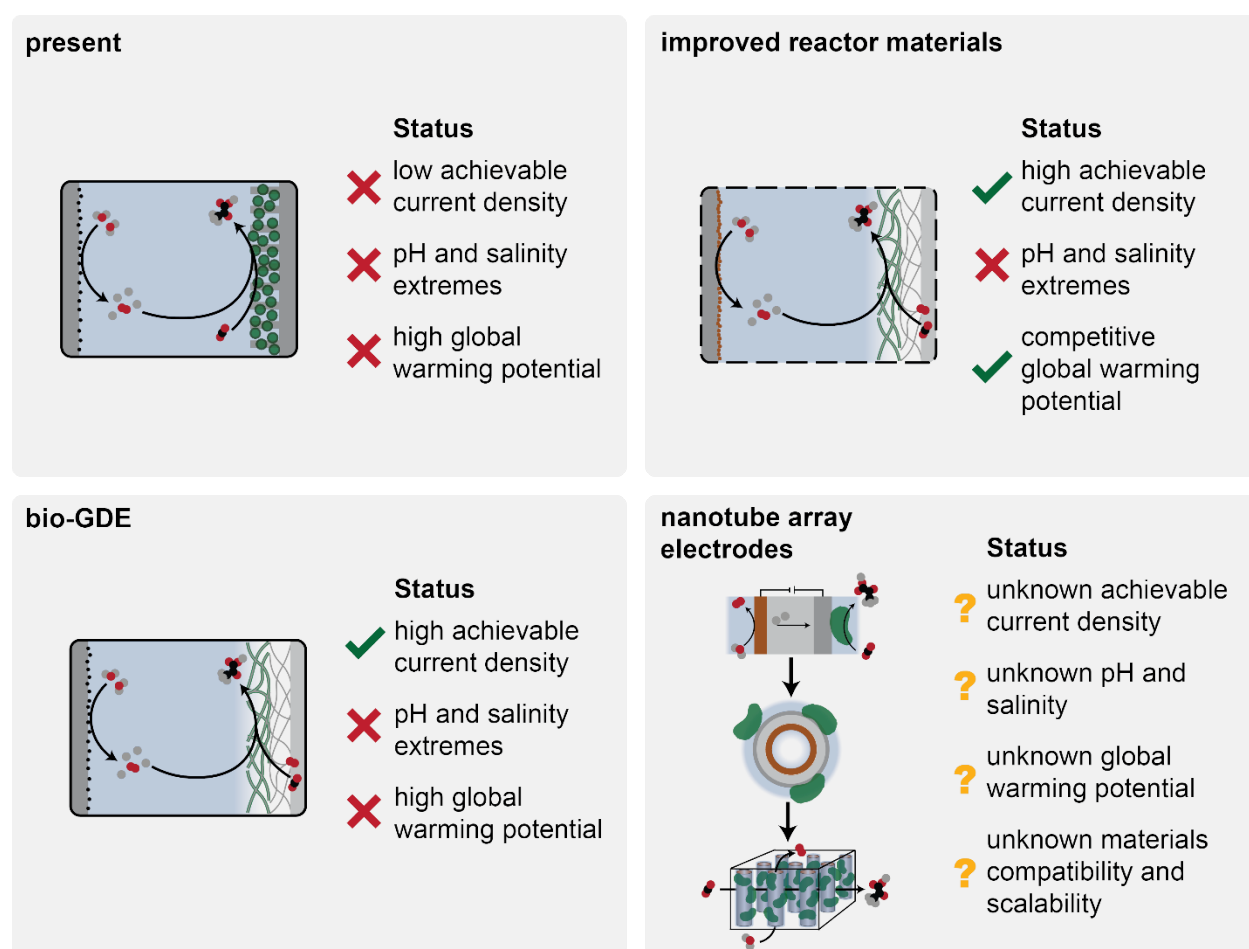 present
Status
low achievable
current density
pH and salinity
extremes
high global
warming potential
improved reactor materials
Status
high achievable
current density
pH and salinity
extremes
competitive
global warming
potential
bio-GDE
Status
high achievable
current density
pH and salinity
extremes
high global
warming potential
nanotube array
electrodes
Status
? unknown achievable
current density
? unknown pH and
salinity
? unknown global
warming potential
? unknown materials
compatibility and
scalability